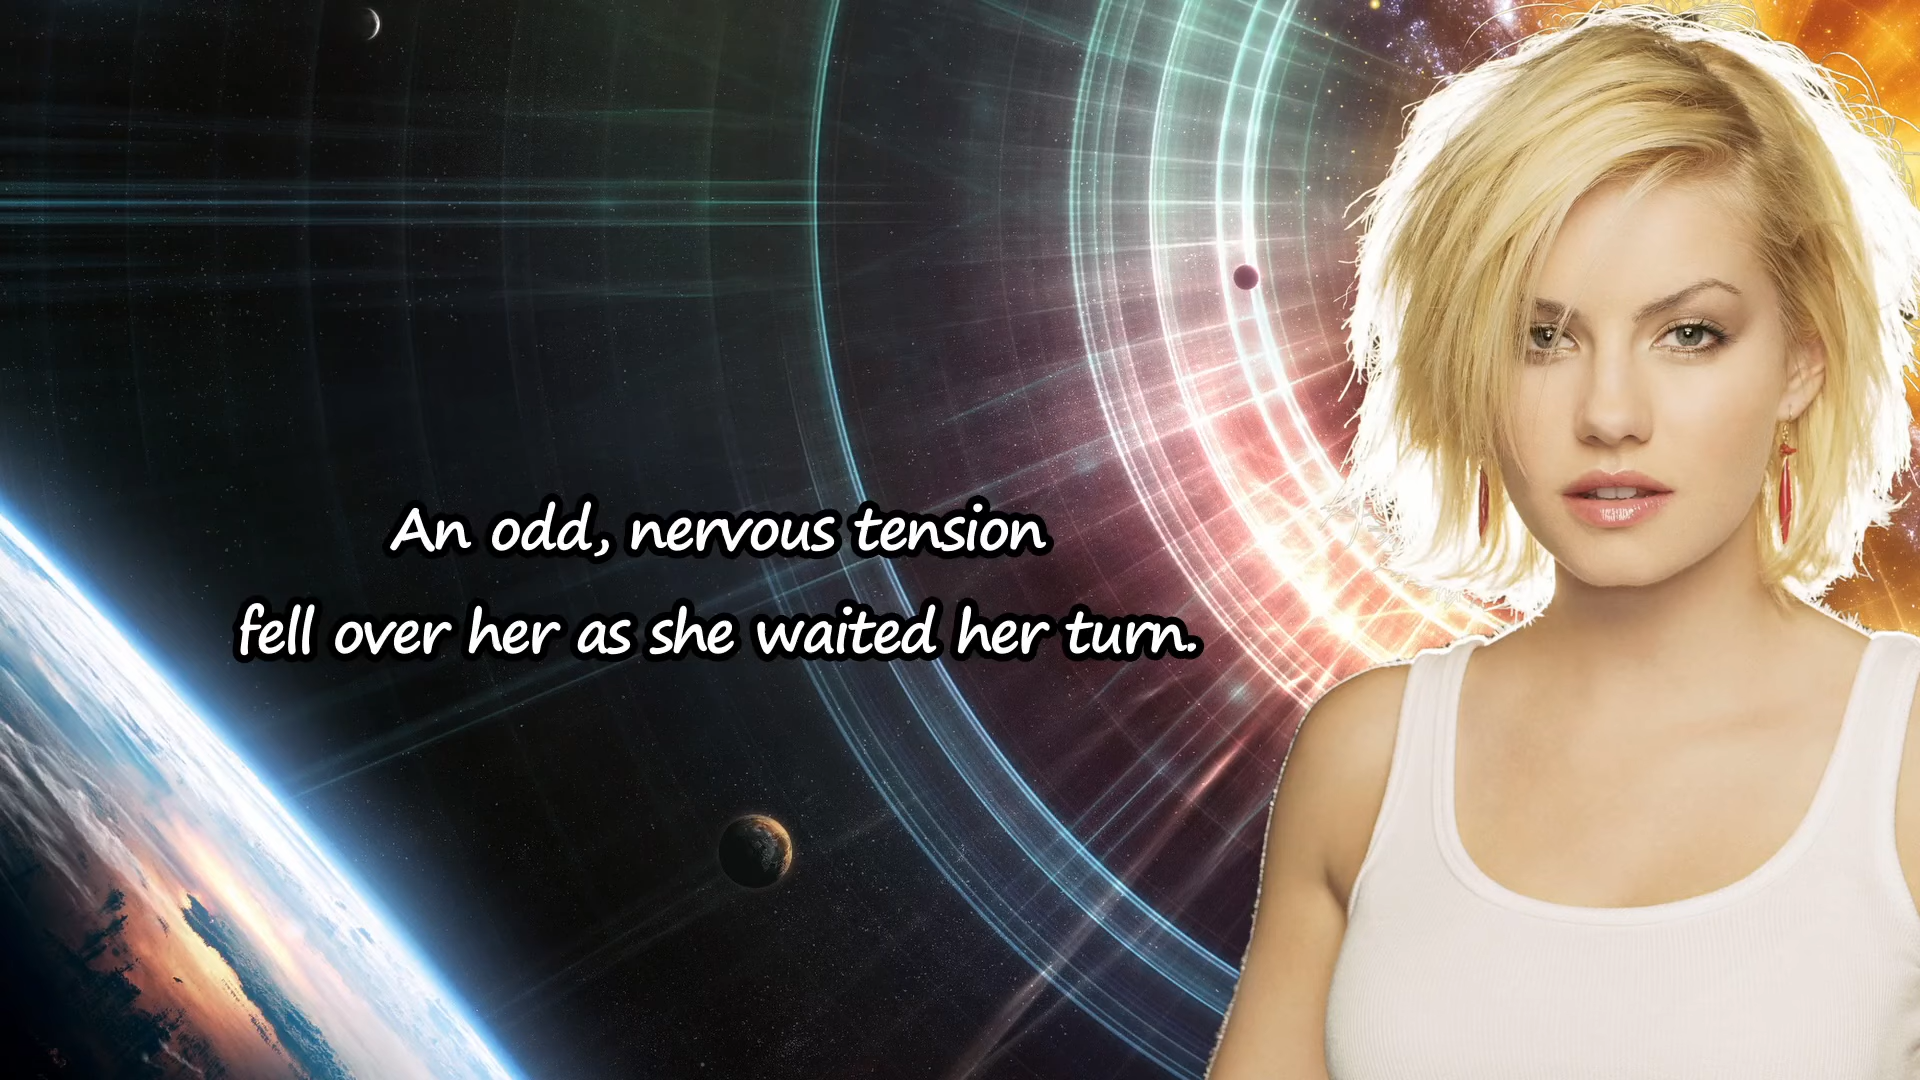 An odd, nervous tension
fell over her as she waited her turn.